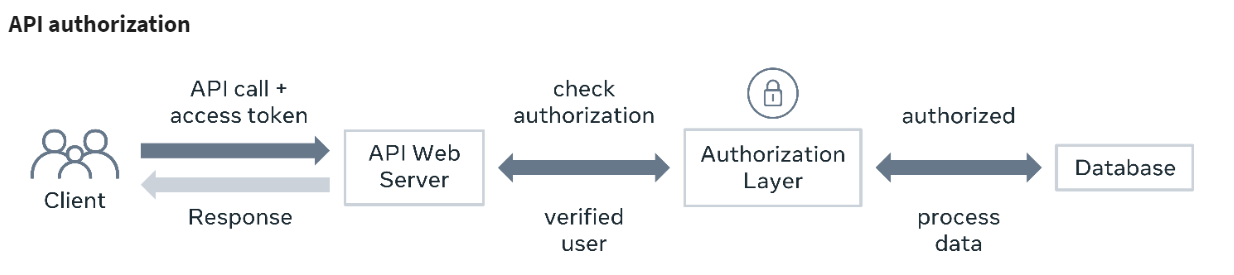 API authorization
API call +
access token
Response
Client
API Web
Server
check
authorization
verified
user
Authorization
Layer
authorized
process
data
Database